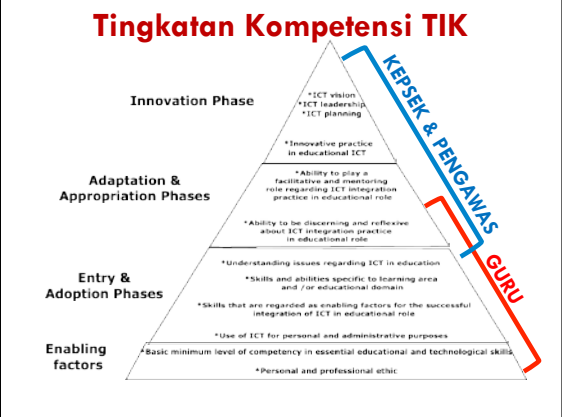 Tingkatan Kompetensi TIK
KEPSEK & PENGAWAS
GURU
Innovation Phase
*ICT vision
*ICT leadership
*ICT planning
*Innovative practice
in educational ICT
Adaptation &
Appropriation Phases
*Ability to play a
facilitative and mentoring
role regarding ICT integration
practice in educational role
*Ability to be discerning and reflexive
about ICT integration practice
in educational role
Entry &
Adoption Phases
*Understanding issues regarding ICT in education
*Skills and abilities specific to learning area
and /or educational domain
*Skills that are regarded as enabling factors for the successful
integration of ICT in educational role
*Use of ICT for personal and administrative purposes
Enabling
factors
*Basic minimum level of competency in essential educational and technological skills
*Personal and professional ethic